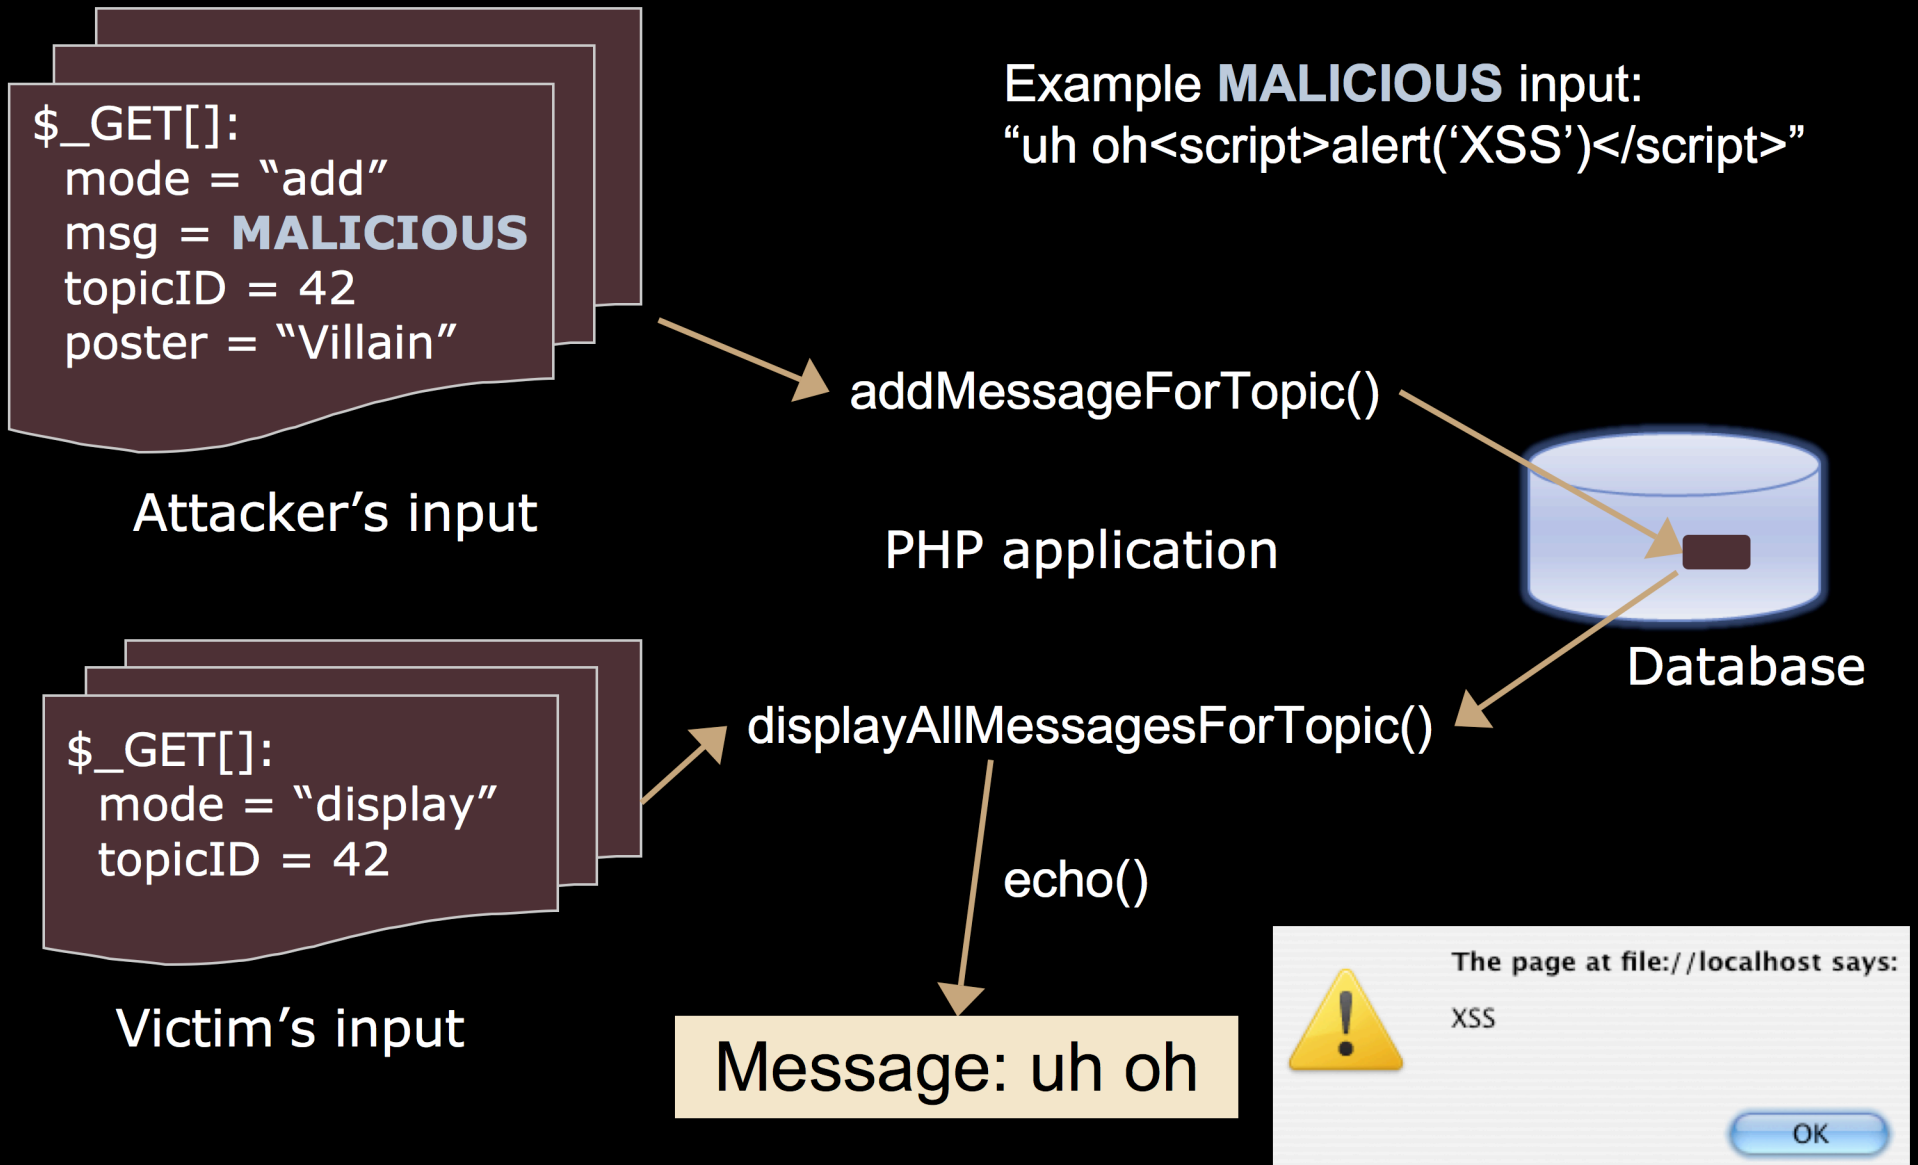 $_GET[]:
mode = “add”
msg = MALICIOUS
topicID = 42
poster = “Villain”
Attacker’s input
Example MALICIOUS input:
“uh oh<script>alert(‘XSS’)</script>”
addMessageForTopic()
PHP application
Database
$_GET[]:
mode = “display”
topicID = 42
Victim’s input
displayAllMessagesForTopic()
echo()
Message: uh oh
The page at file://localhost says:
XSS
OK